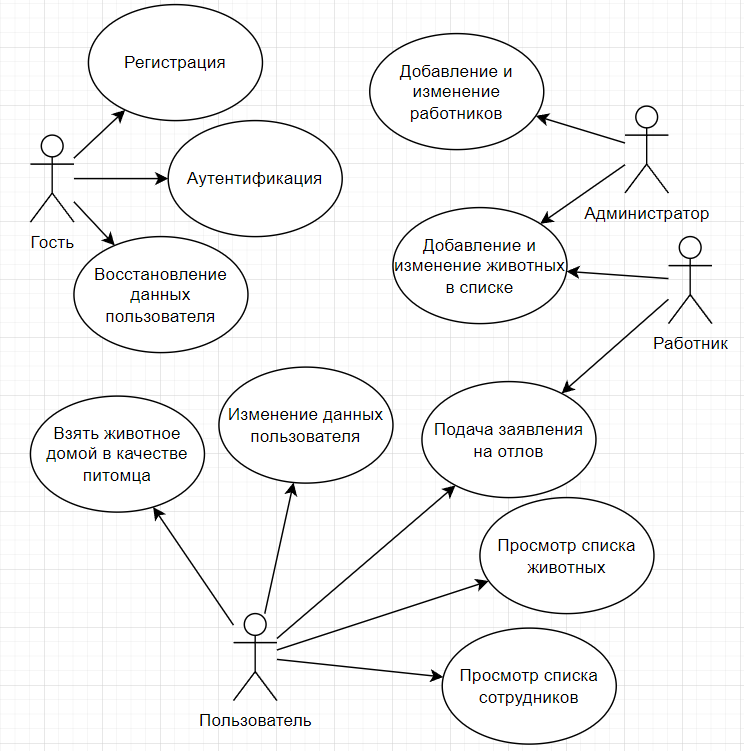 Регистрация
Добавление и
изменение
работников
Аутентификация
Гость
Администратор
Восстановление
данных
пользователя
Добавление и
изменение животных
в списке
Работник
Взять животное
домой в качестве
питомца
Изменение данных
пользователя
Подача заявления
на отлов
Просмотр списка
животных
Просмотр списка
сотрудников
Пользователь